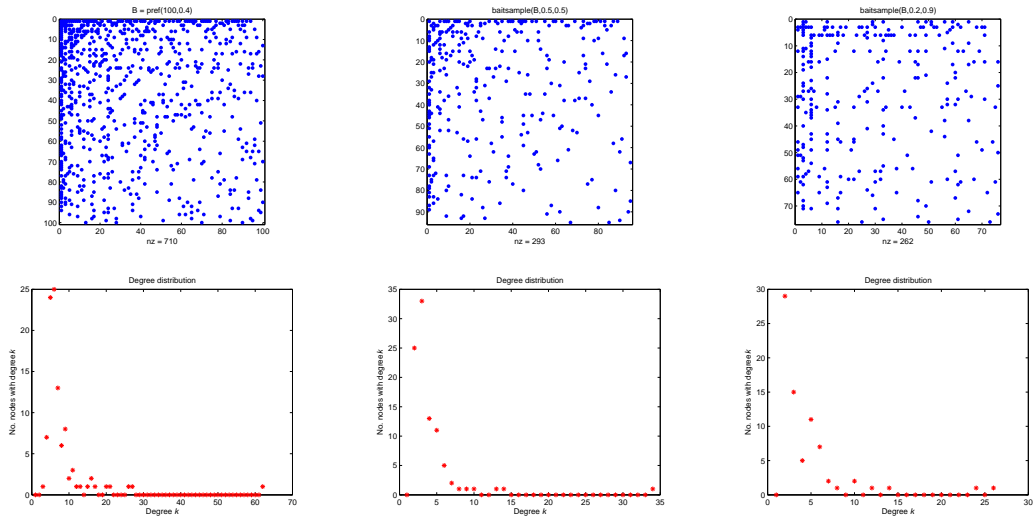 B = pref(100,0.4)
0
10
20
30
40
50
60
70
80
90
100
0 20 40 60 80 100
nz = 710
baitsample(B,0.5,0.5)
0
10
20
30
40
50
60
70
80
90
0 20 40 60 80
nz = 293
baitsample(B,0.2,0.9)
0
10
20
30
40
50
60
70
0 10 20 30 40 50 60 70
nz = 262
Degree distribution
25
20
15
10
5
0
0 10 20 30 40 50 60 70
No. nodes with degree k
Degree k
Degree distribution
35
30
25
20
15
10
5
0
0 5 10 15 20 25 30 35
No. nodes with degree k
Degree k
Degree distribution
30
25
20
15
10
5
0
0 5 10 15 20 25 30
No. nodes with degree k
Degree k